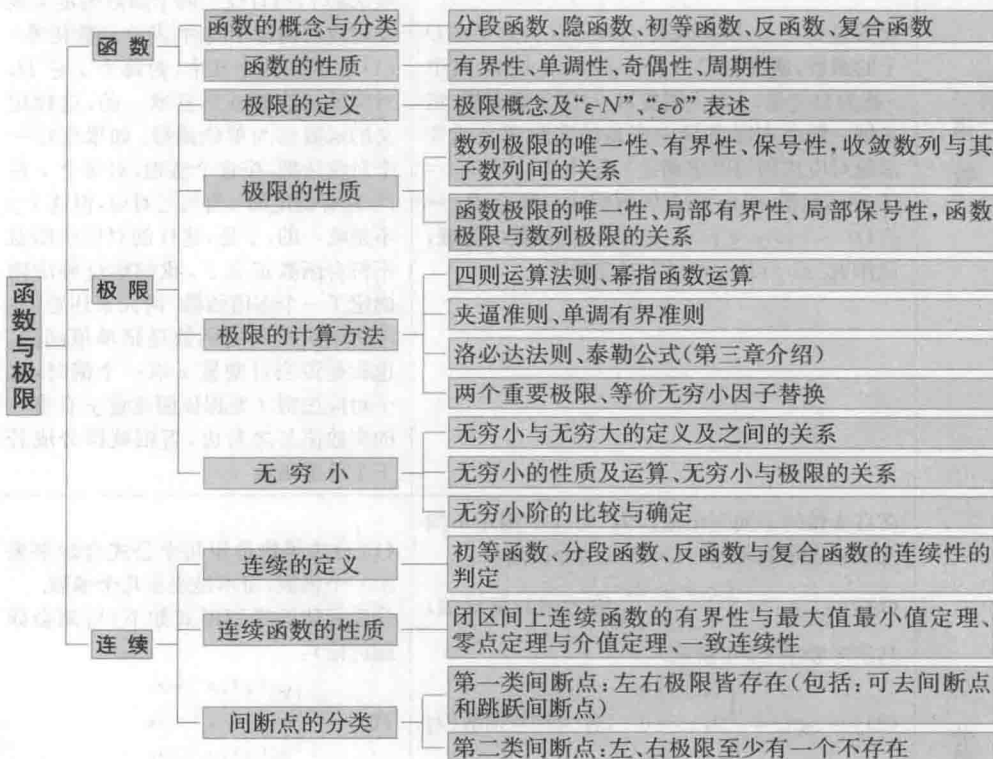 函数与极限
函 数
函数的概念与分类
分段函数、隐函数、初等函数、反函数、复合函数
函数的性质
有界性、单调性、奇偶性、周期性
极 限
极限的定义
极限概念及“ε-N”、“ε-δ” 表述
极限的性质
数列极限的唯一性、有界性、保号性,收敛数列与其
子数列间的关系
函数极限的唯一性、局部有界性、局部保号性,函数
极限与数列极限的关系
极限的计算方法
四则运算法则、幂指函数运算
夹逼准则、单调有界准则
洛必达法则、泰勒公式(第三章介绍)
两个重要极限、等价无穷小因子替换
无 穷 小
无穷小与无穷大的定义及之间的关系
无穷小的性质及运算、无穷小与极限的关系
无穷小阶的比较与确定
连 续
连续的定义
初等函数、分段函数、反函数与复合函数的连续性的
判定
连续函数的性质
闭区间上连续函数的有界性与最大值最小值定理、
零点定理与介值定理、一致连续性
间断点的分类
第一类间断点:左右极限皆存在(包括:可去间断点
和跳跃间断点)
第二类间断点:左、右极限至少有一个不存在